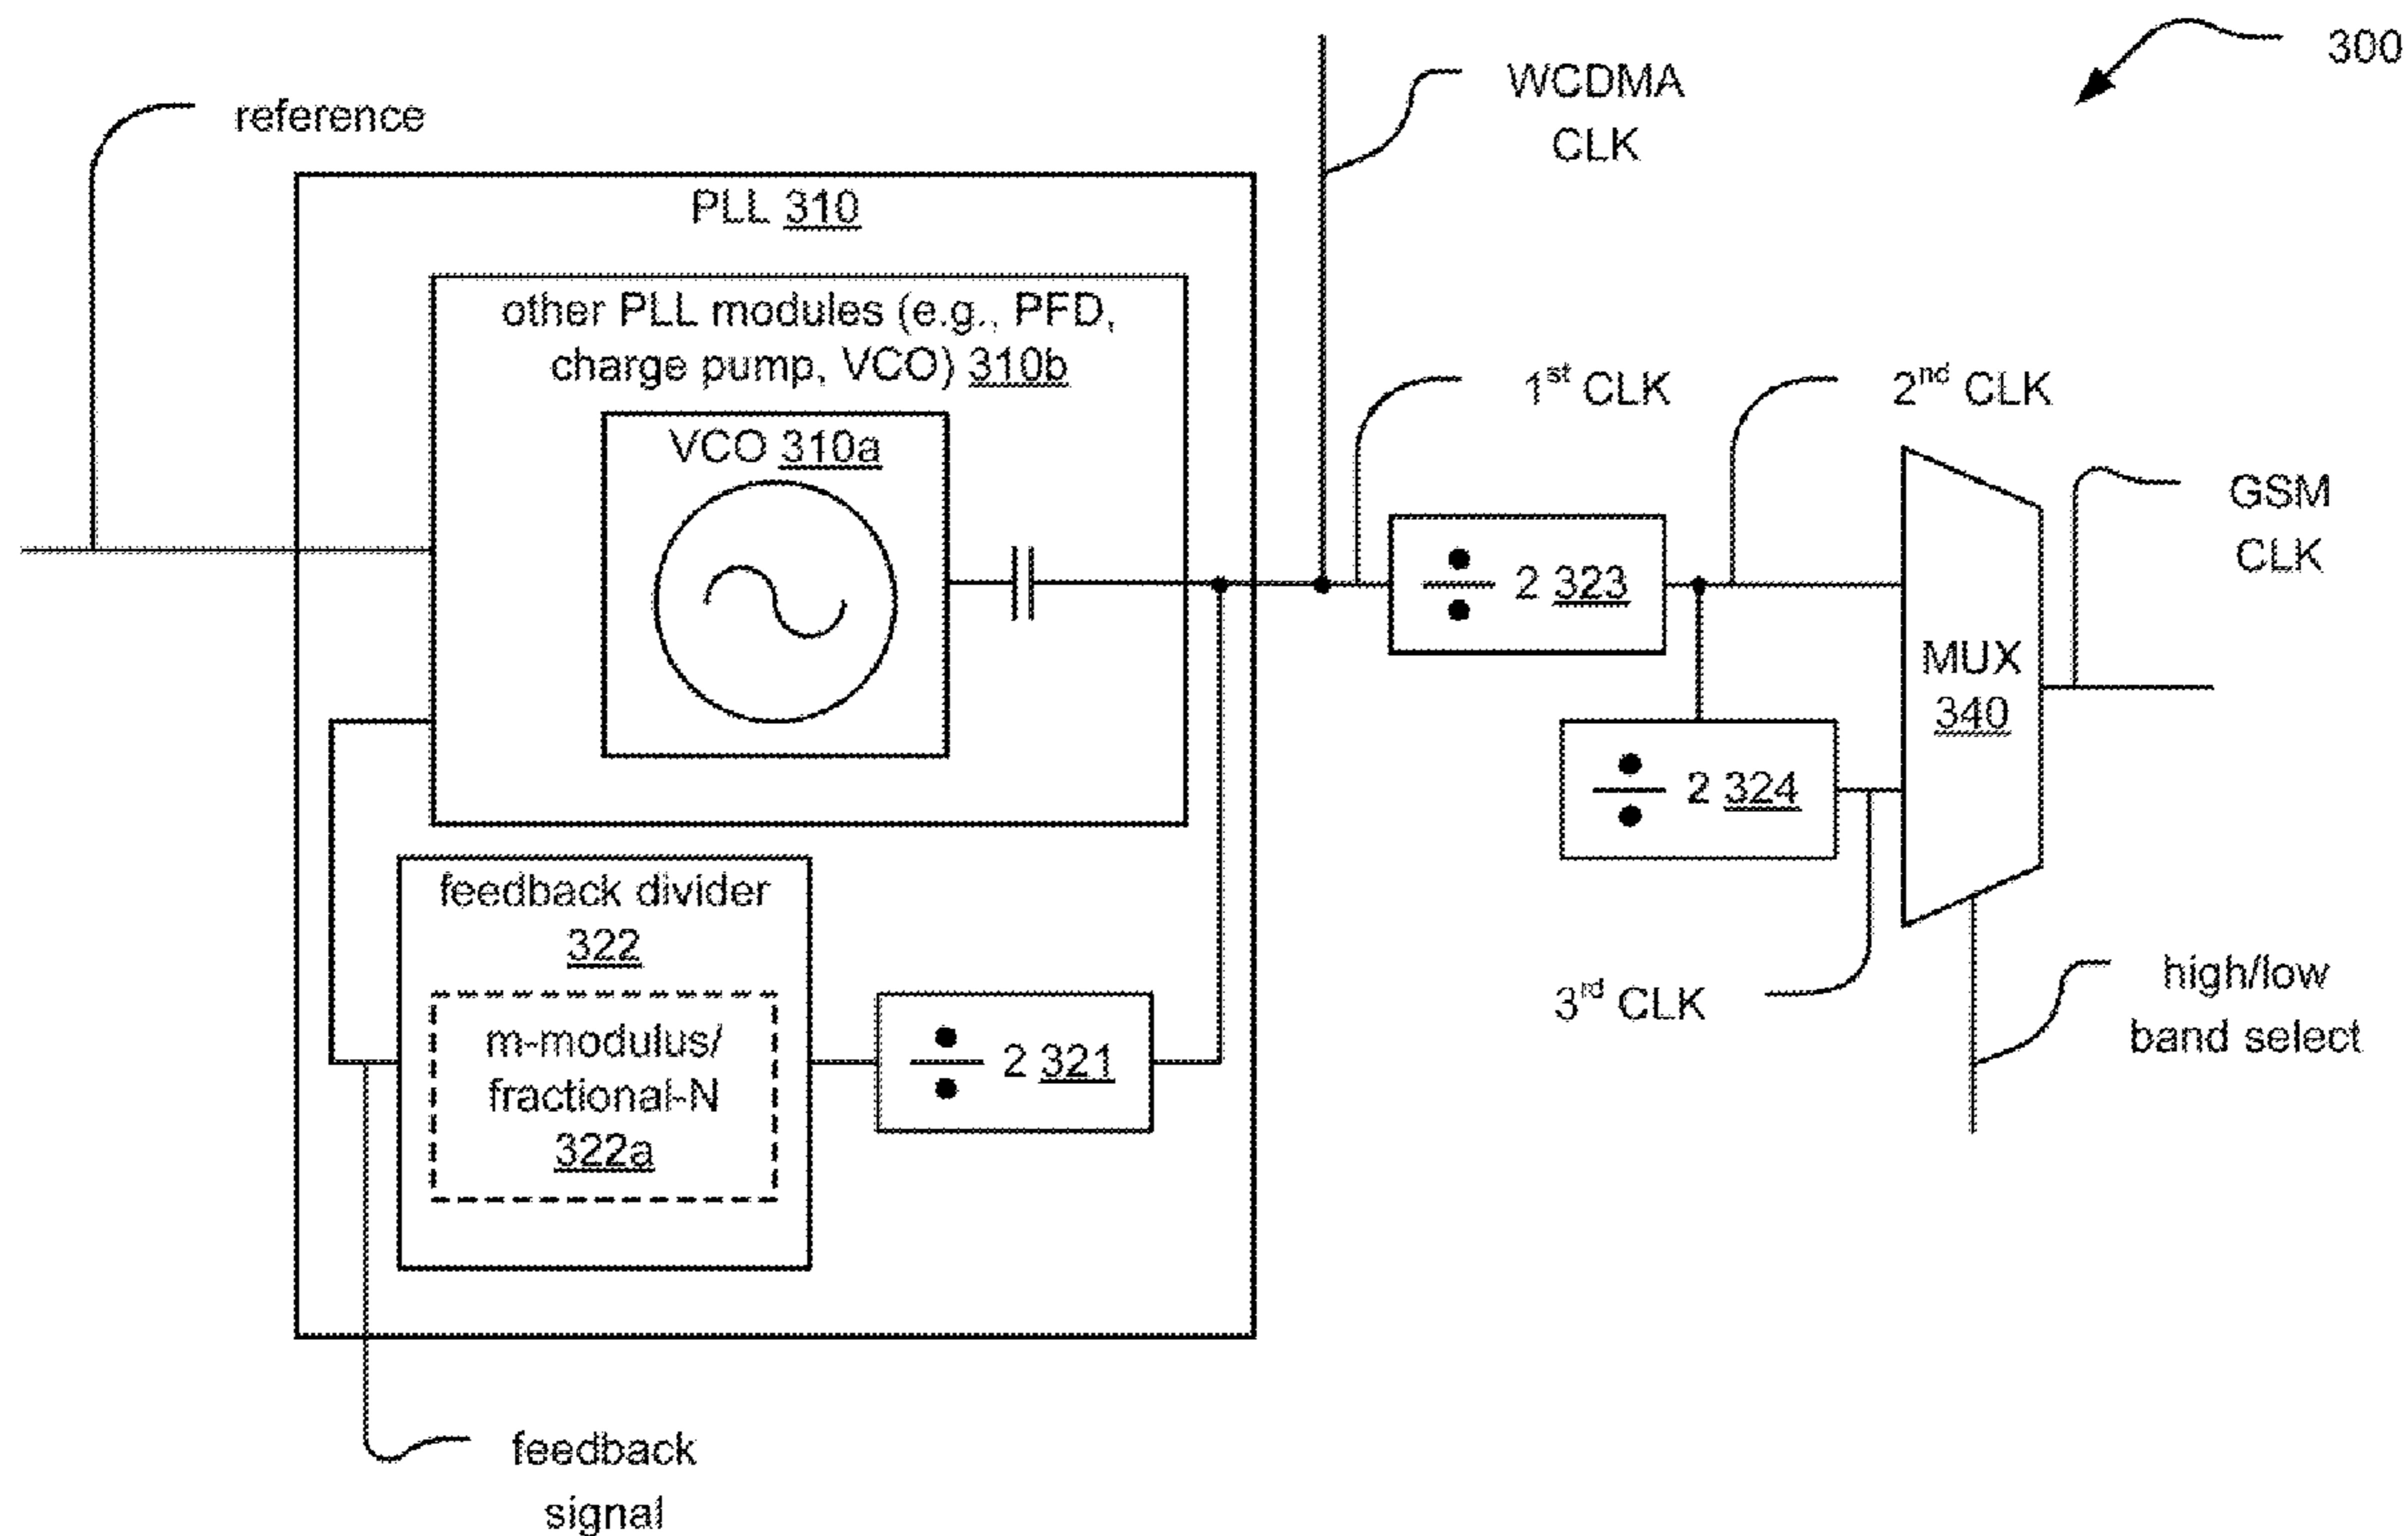 300
reference
WCDMA
CLK
PLL 310
other PLL modules (e.g., PFD,
charge pump, VCO) 310b
VCO 310a
1st CLK
2nd CLK
GSM
CLK
÷ 2 323
MUX
340
÷ 2 324
3rd CLK
high/low
band select
feedback divider
322
m-modulus/
fractional-N
322a
÷ 2 321
feedback
signal